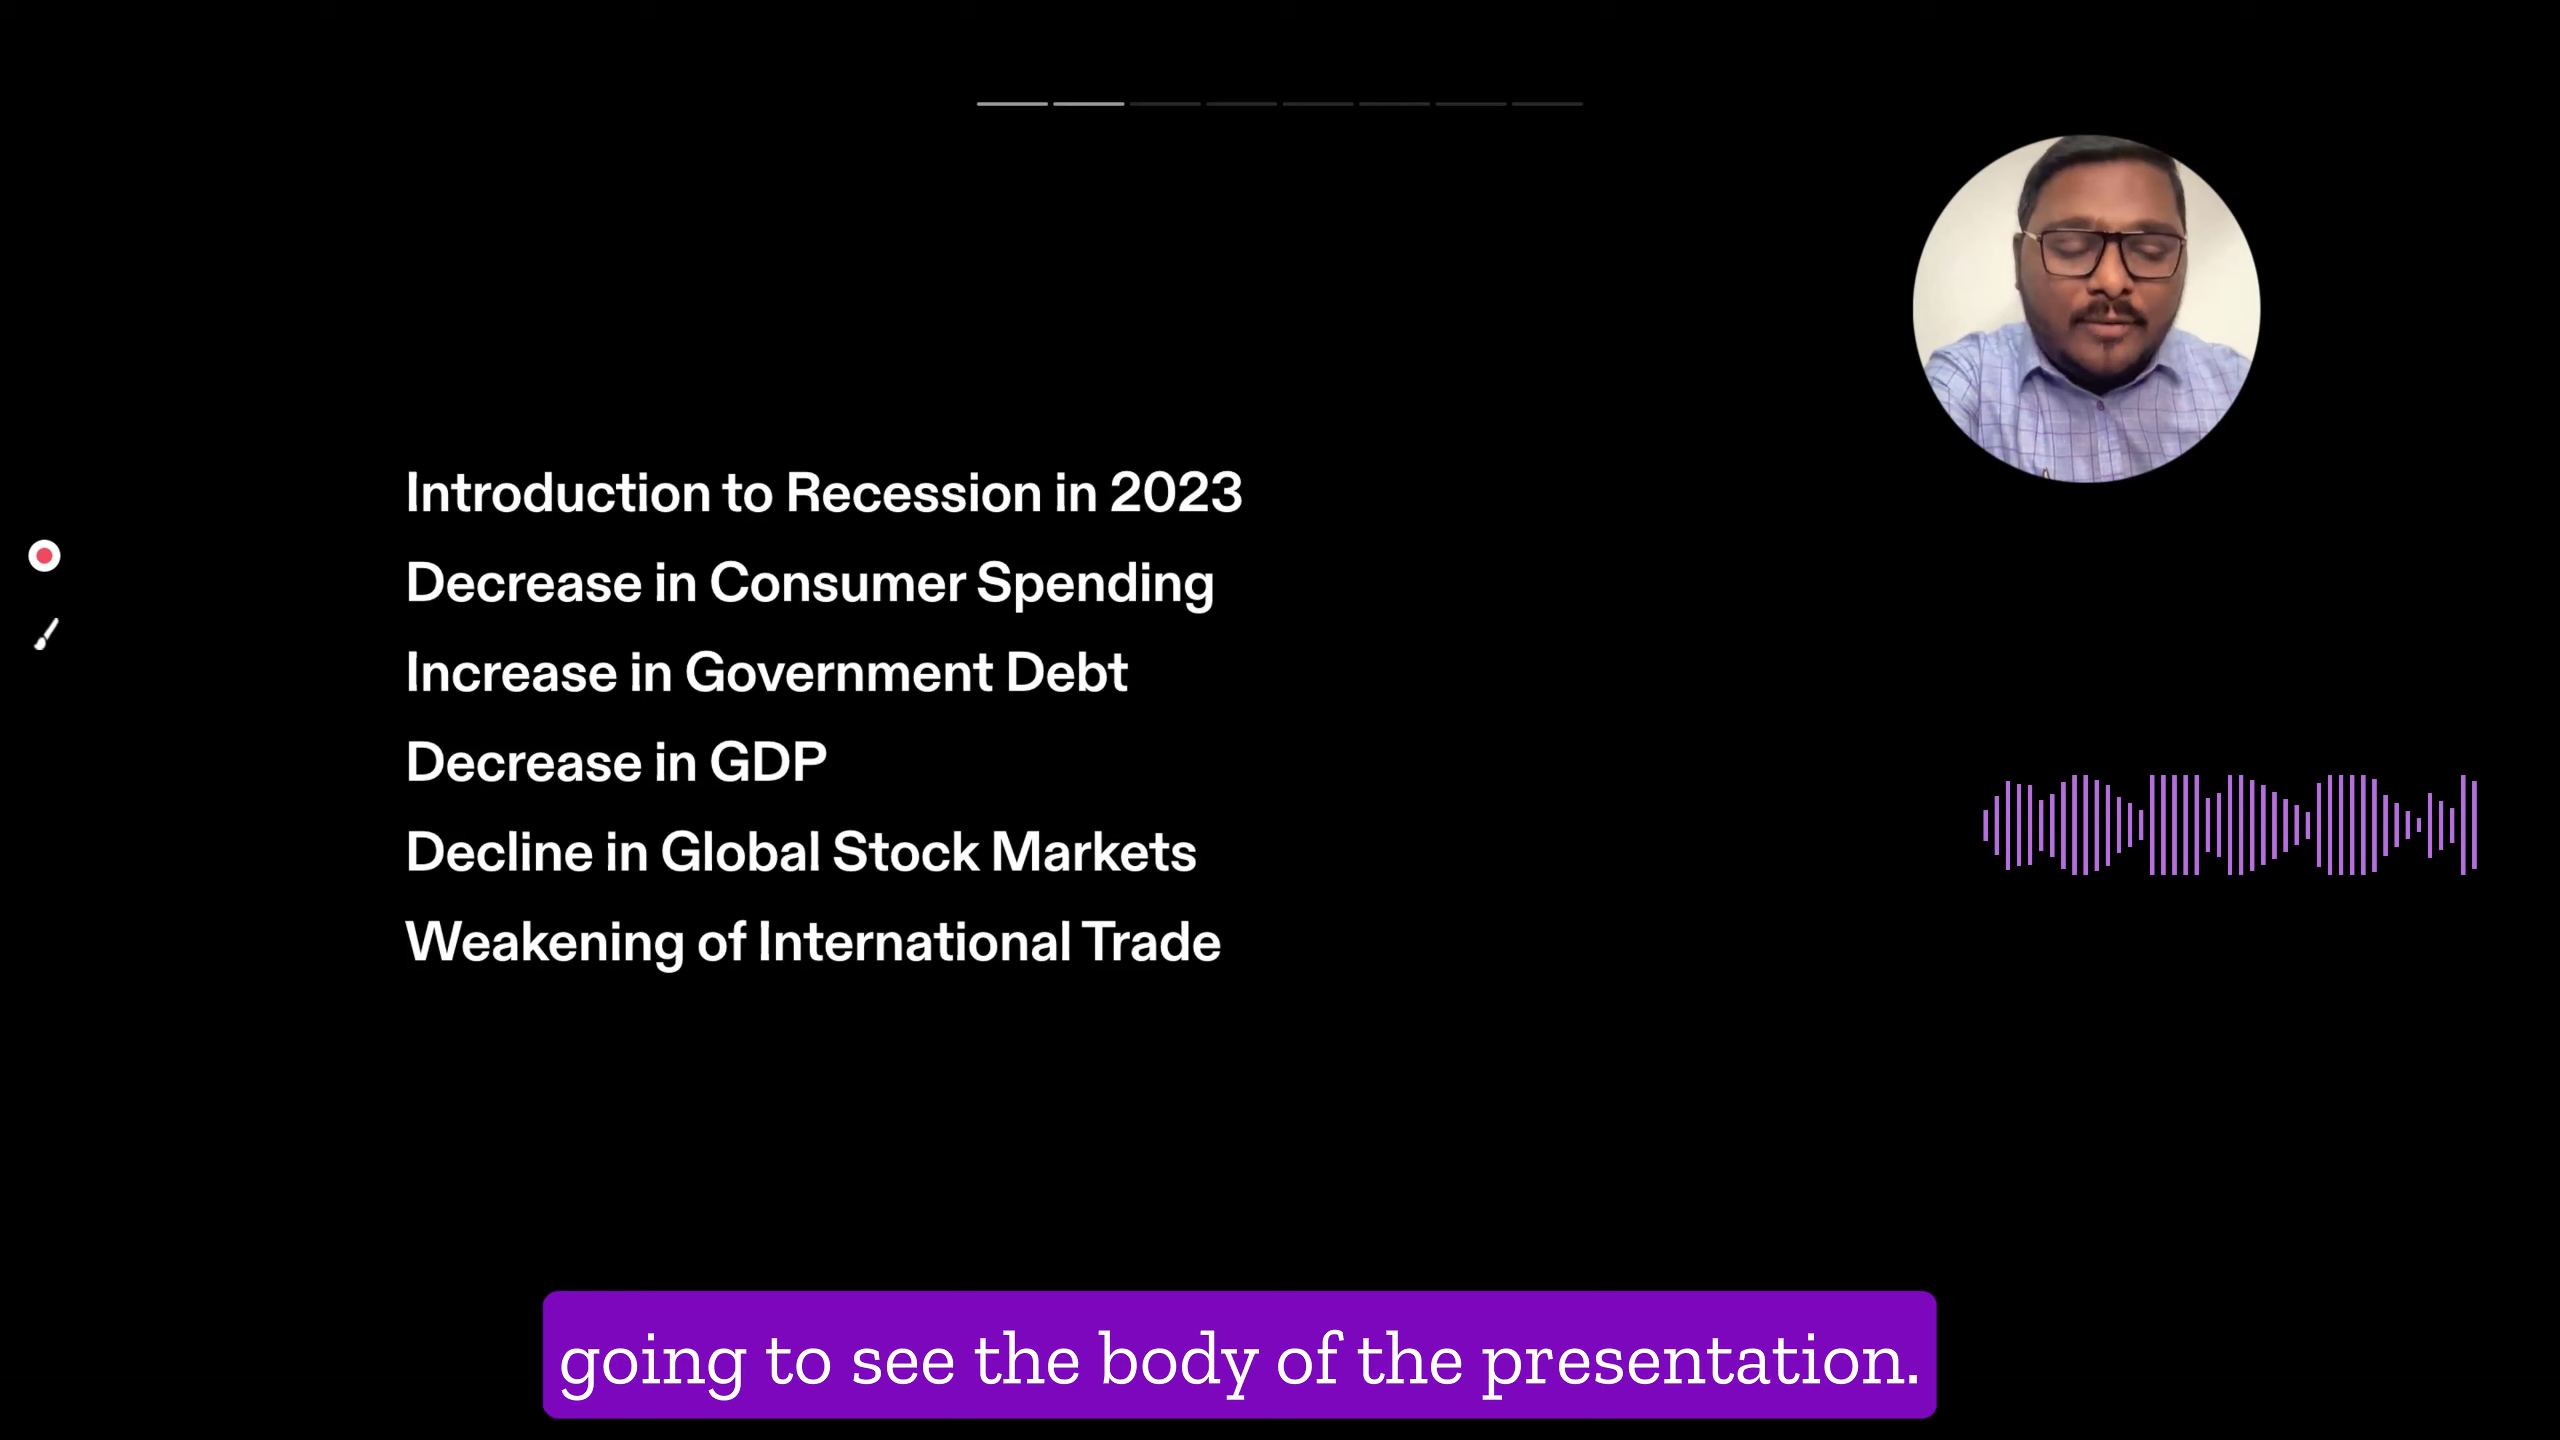 Introduction to Recession in 2023
Decrease in Consumer Spending
Increase in Government Debt
Decrease in GDP
Decline in Global Stock Markets
Weakening of International Trade
going to see the body of the presentation.